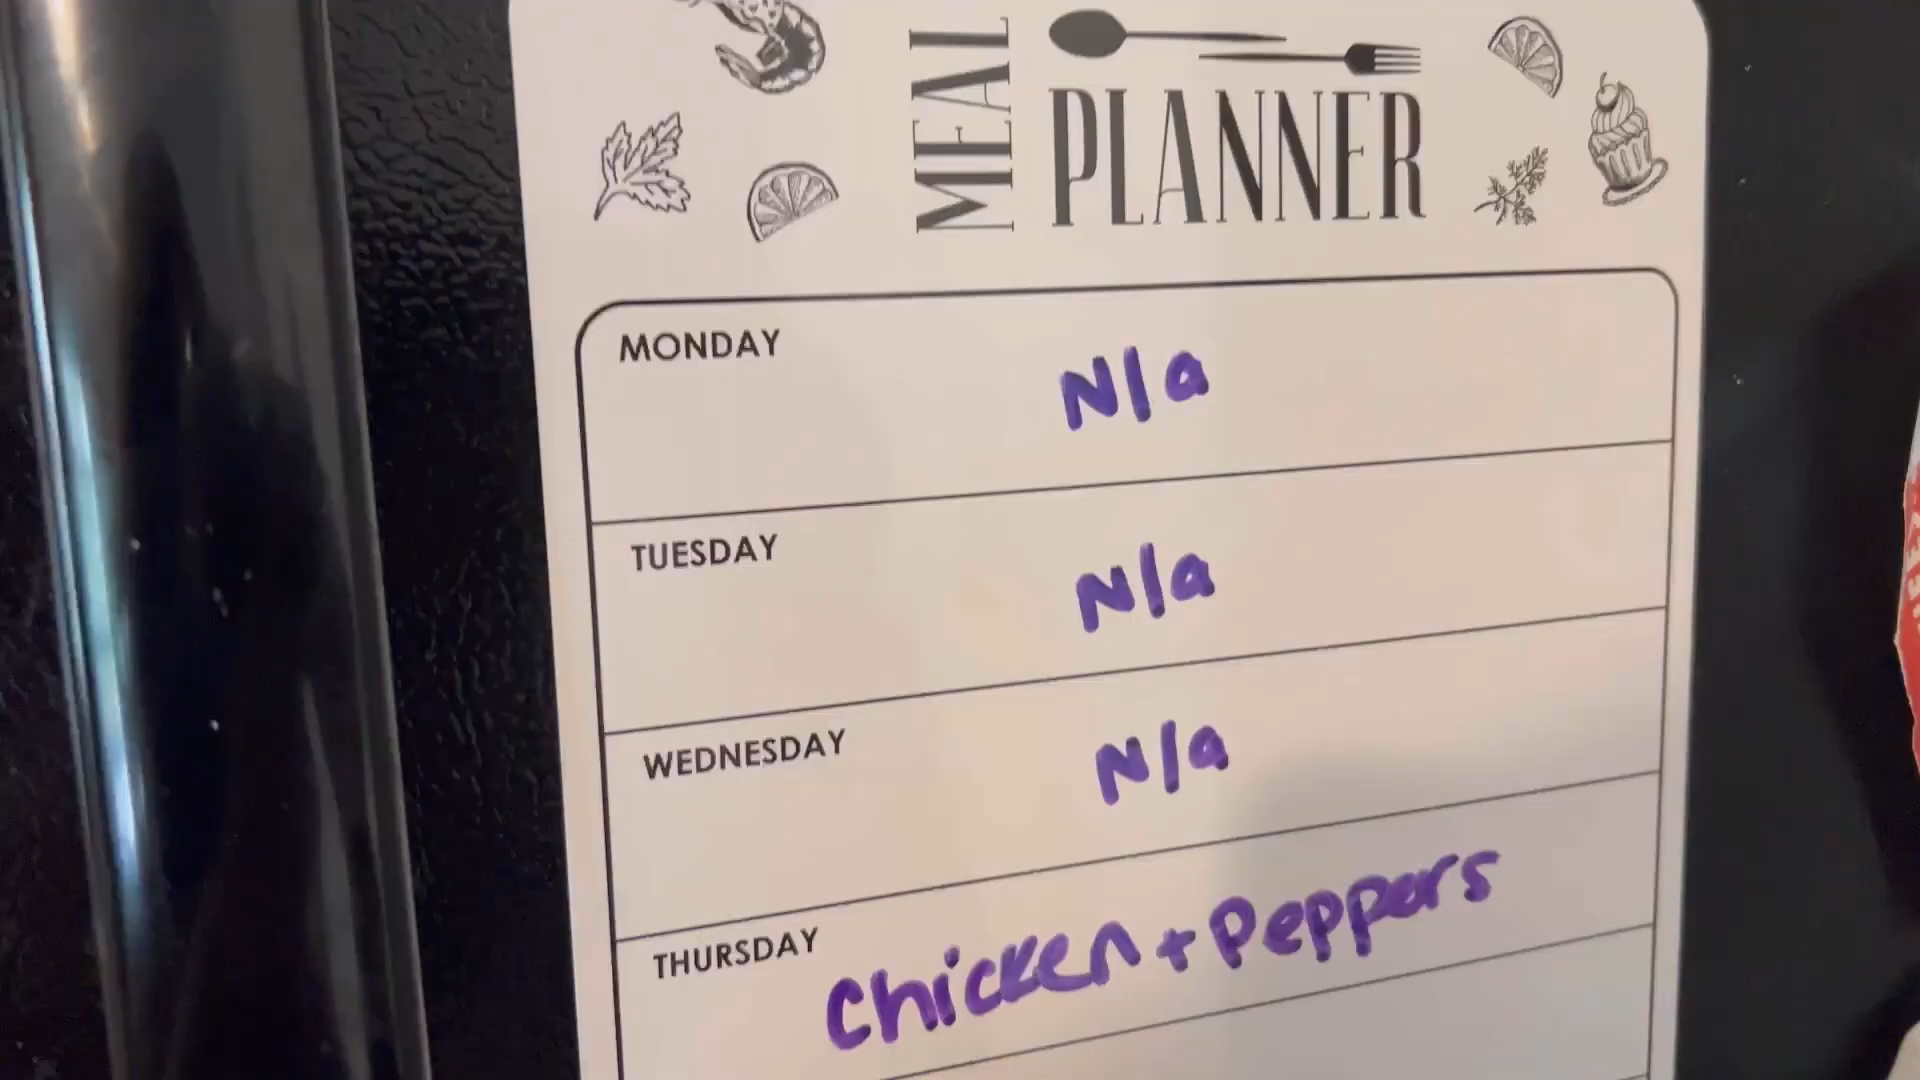 MEAL PLANNER
MONDAY
N/a
TUESDAY
N/a
WEDNESDAY
N/a
THURSDAY
Chicken + Peppers